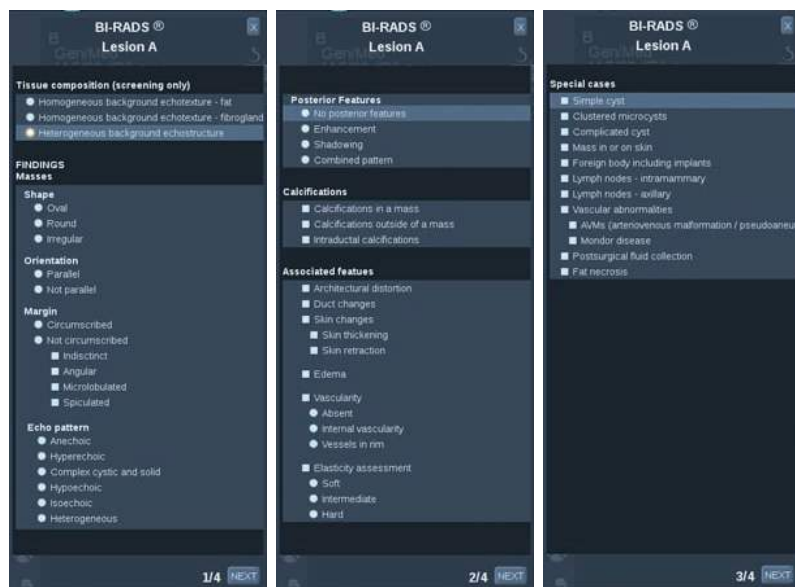 BI-RADS ®
Lesion A
Tissue composition (screening only)
Homogeneous background echotexture - fat
Homogeneous background echotexture - fibrogland
Heterogeneous background echostructure
FINDINGS
Masses
Shape
Oval
Round
Irregular
Orientation
Parallel
Not parallel
Margin
Circumscribed
Not circumscribed
Indisctinct
Angular
Microlobulated
Spiculated
Echo pattern
Anechoic
Hyperechoic
Complex cystic and solid
Hypoechoic
Isoechoic
Heterogeneous
1/4 NEXT
BI-RADS ®
Lesion A
Posterior Features
No posterior features
Enhancement
Shadowing
Combined pattern
Calcifications
Calcifications in a mass
Calcifications outside of a mass
Intraductal calcifications
Associated featues
Architectural distortion
Duct changes
Skin changes
Skin thickening
Skin retraction
Edema
Vascularity
Absent
Internal vascularity
Vessels in rim
Elasticity assessment
Soft
Intermediate
Hard
2/4 NEXT
BI-RADS ®
Lesion A
Special cases
Simple cyst
Clustered microcysts
Complicated cyst
Mass in or on skin
Foreign body including implants
Lymph nodes - intramammary
Lymph nodes - axillary
Vascular abnormalities
AVMs (arteriovenous malformation / pseudoaneu
Mondor disease
Postsurgical fluid collection
Fat necrosis
3/4 NEXT